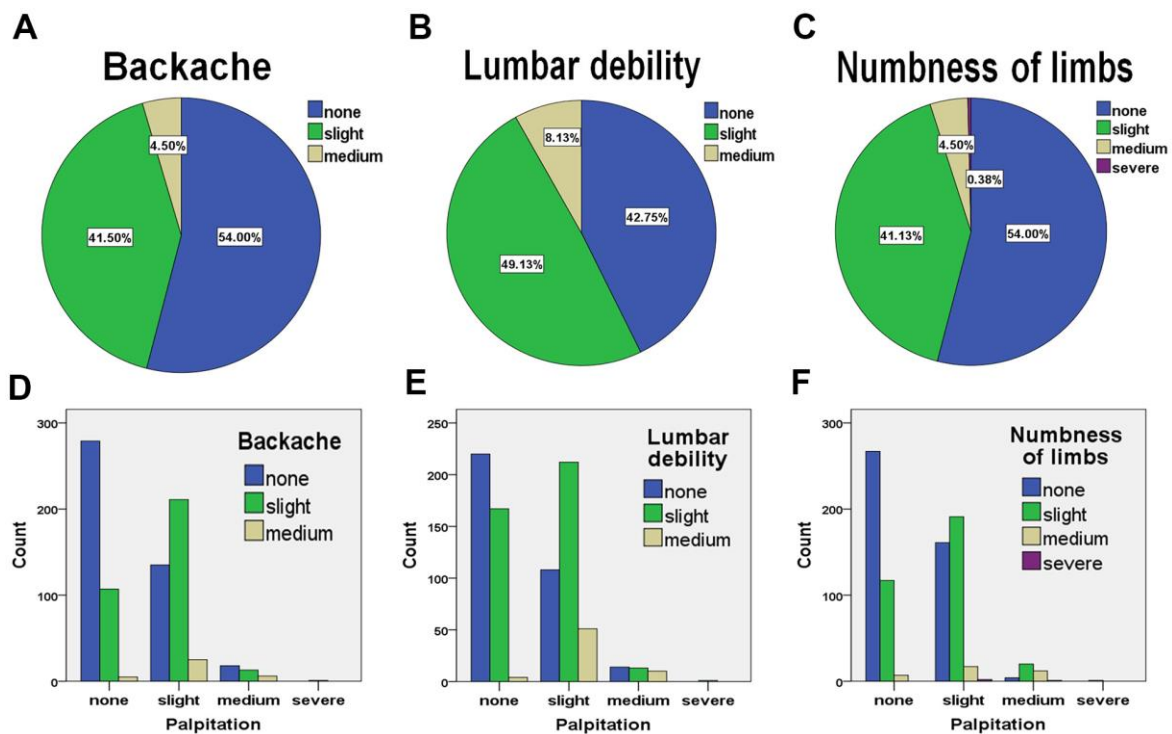 A
Backache
none
slight
medium
4.50%
41.50%
54.00%
B
Lumbar debility
none
slight
medium
8.13%
42.75%
49.13%
C
Numbness of limbs
none
slight
medium
severe
4.50%
0.38%
41.13%
54.00%
D
300
200
100
0
Count
Backache
none
slight
medium
none slight medium severe
Palpitation
E
250
200
150
100
50
0
Count
Lumbar
debility
none
slight
medium
none slight medium severe
Palpitation
F
300
200
100
0
Count
Numbness
of limbs
none
slight
medium
severe
none slight medium severe
Palpitation